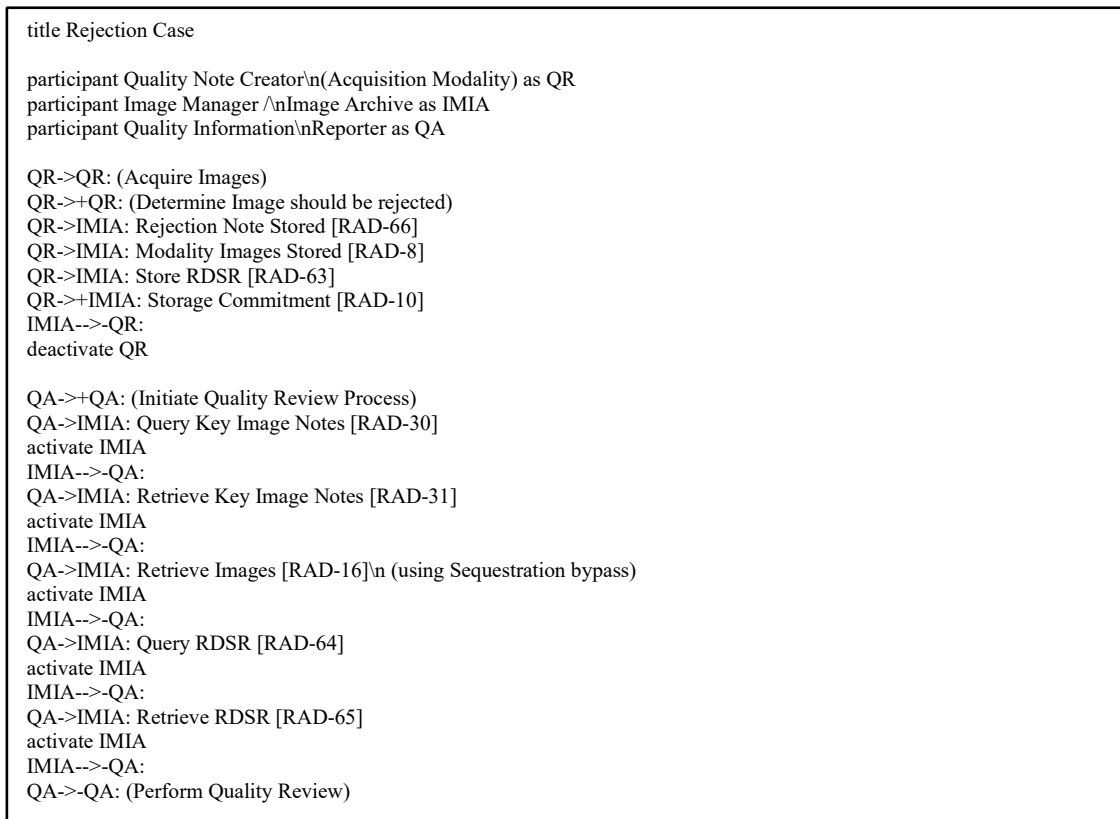 title Rejection Case
participant Quality Note Creator\n(Acquisition Modality) as QR
participant Image Manager /\nImage Archive as IMIA
participant Quality Information\nReporter as QA
QR->QR: (Acquire Images)
QR->+QR: (Determine Image should be rejected)
QR->IMIA: Rejection Note Stored [RAD-66]
QR->IMIA: Modality Images Stored [RAD-8]
QR->IMIA: Store RDSR [RAD-63]
QR->+IMIA: Storage Commitment [RAD-10]
IMIA-->-QR:
deactivate QR
QA->+QA: (Initiate Quality Review Process)
QA->IMIA: Query Key Image Notes [RAD-30]
activate IMIA
IMIA-->-QA:
QA->IMIA: Retrieve Key Image Notes [RAD-31]
activate IMIA
IMIA-->-QA:
QA->IMIA: Retrieve Images [RAD-16]\n (using Sequestration bypass)
activate IMIA
IMIA-->-QA:
QA->IMIA: Query RDSR [RAD-64]
activate IMIA
IMIA-->-QA:
QA->IMIA: Retrieve RDSR [RAD-65]
activate IMIA
IMIA-->-QA:
QA->-QA: (Perform Quality Review)